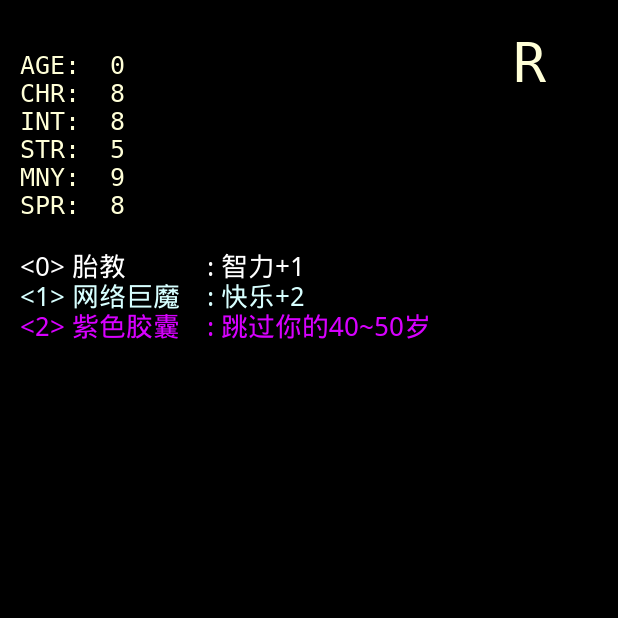 R
AGE: 0
CHR: 8
INT: 8
STR: 5
MNY: 9
SPR: 8
<0> 胎教 : 智力+1
<1> 网络巨魔 : 快乐+2
<2> 紫色胶囊 : 跳过你的40~50岁